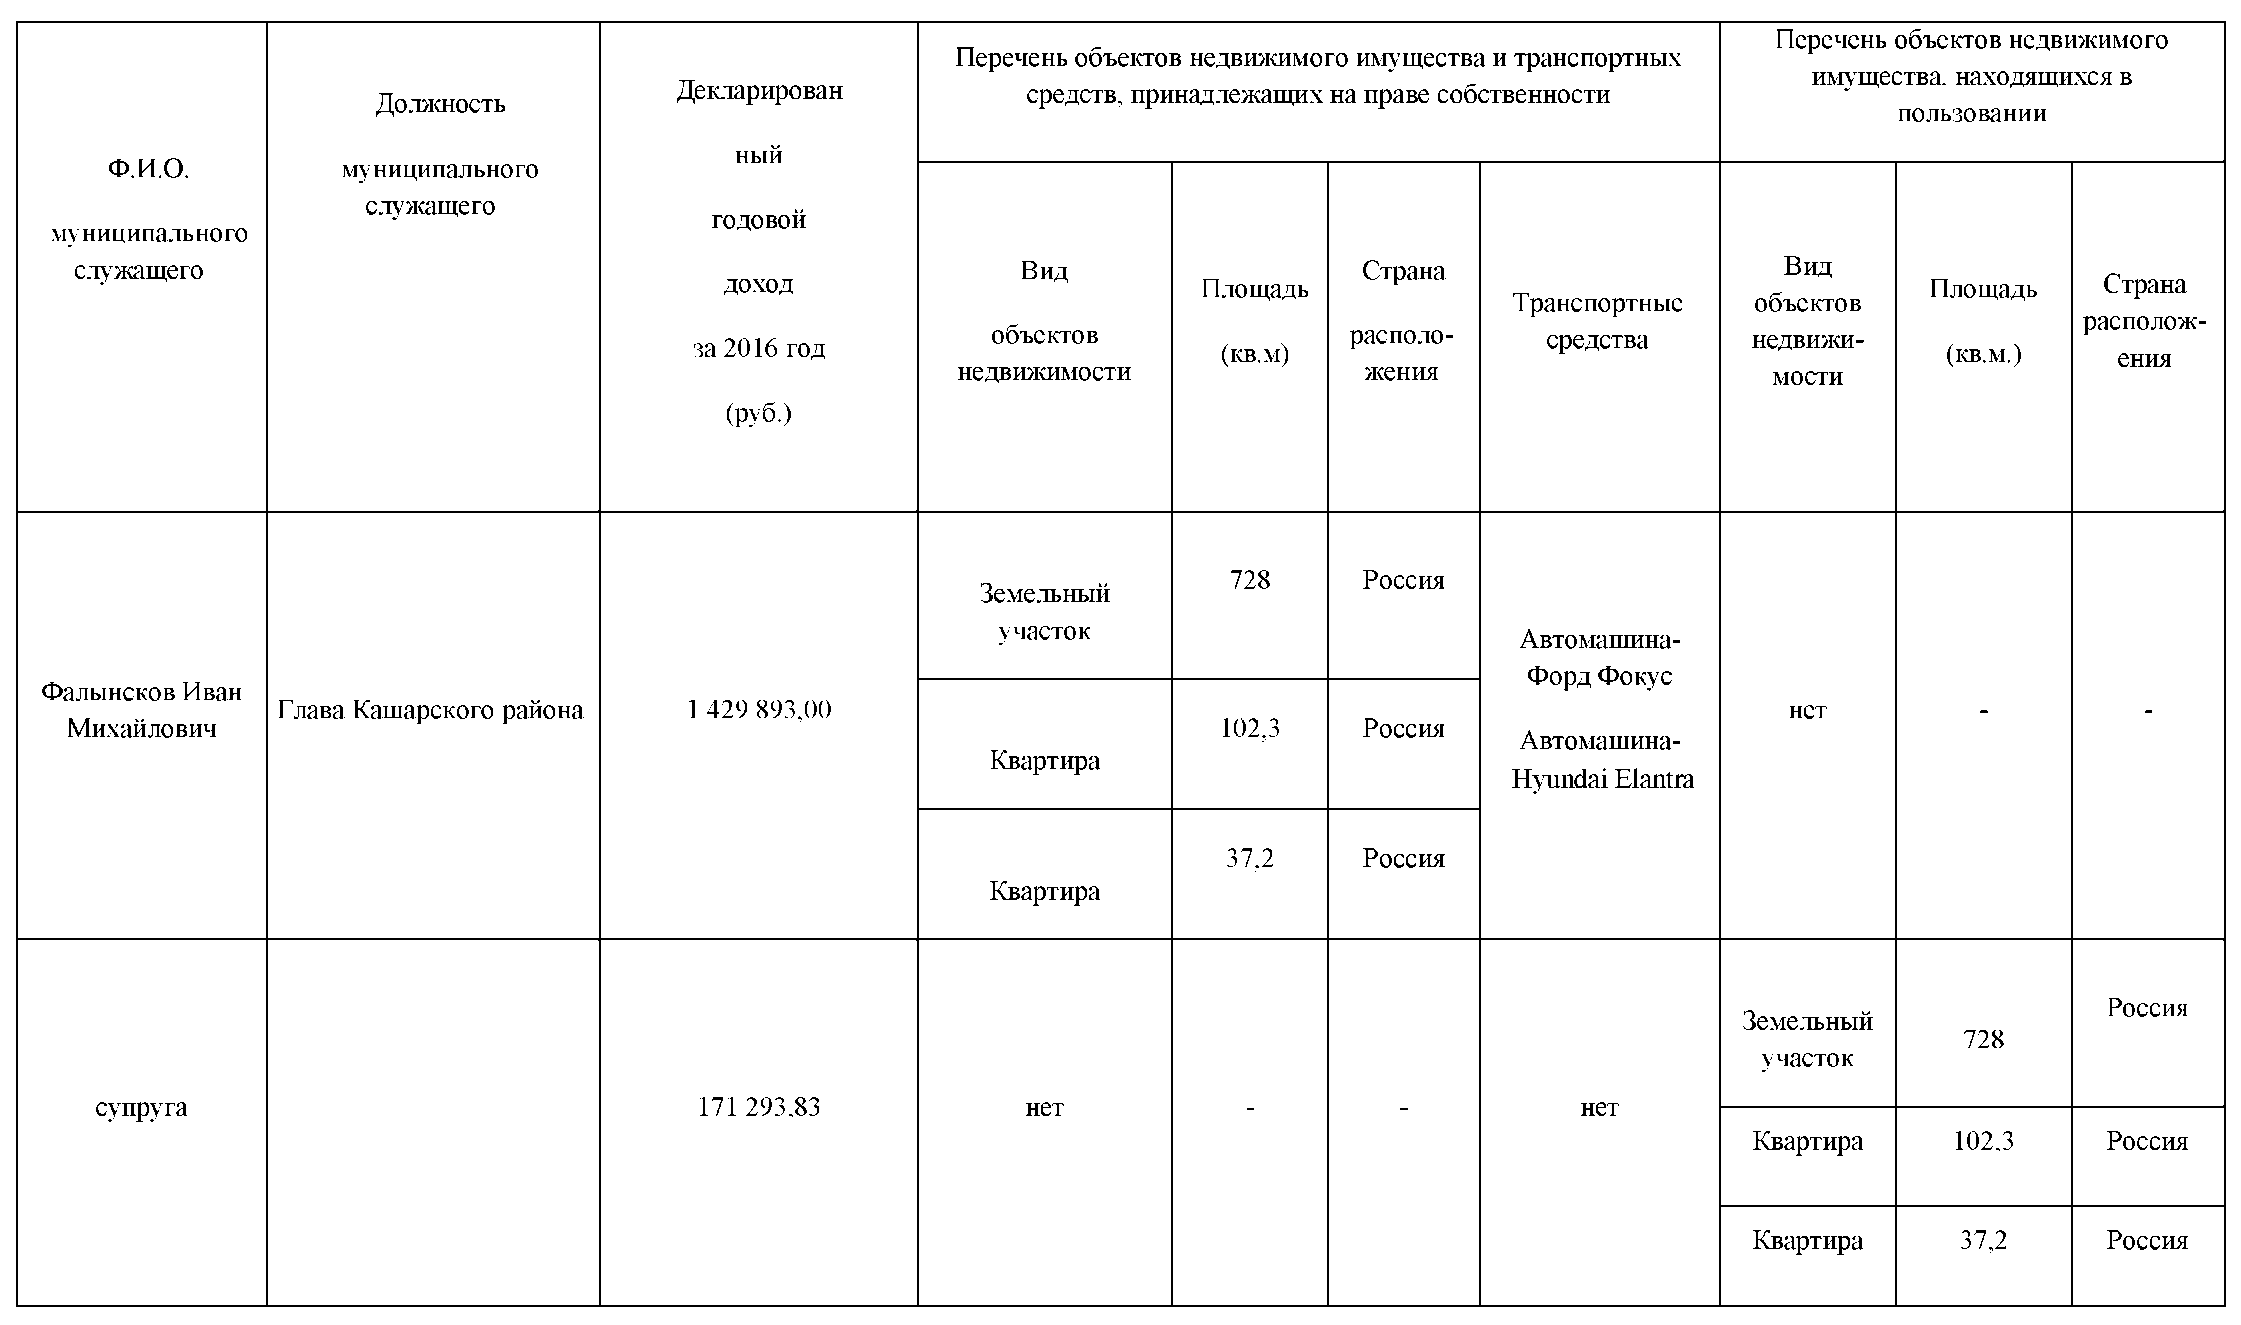 Ф.И.О.
муниципального
служащего
Должность
муниципального
служащего
Декларирован
ный
годовой
доход
за 2016 год
(руб.)
Перечень объектов недвижимого имущества и транспортных
средств, принадлежащих на праве собственности
Перечень объектов недвижимого
имущества. находящихся в
пользовании
Вид
объектов
недвижимости
Площадь
(кв.м)
Страна
располо-
жения
Транспортные
средства
Вид
объектов
недвижи-
мости
Площадь
(кв.м.)
Страна
располож-
ения
Фалынсков Иван
Михайлович
Глава Кашарского района
1 429 893,00
Земельный
участок
728
Россия
Квартира
102,3
Россия
Квартира
37,2
Россия
Автомашина-
Форд Фокус
Автомашина-
Hyundai Elantra
нет
-
-
супруга
171 293,83
нет
-
-
нет
Земельный
участок
728
Россия
Квартира
102,3
Россия
Квартира
37,2
Россия